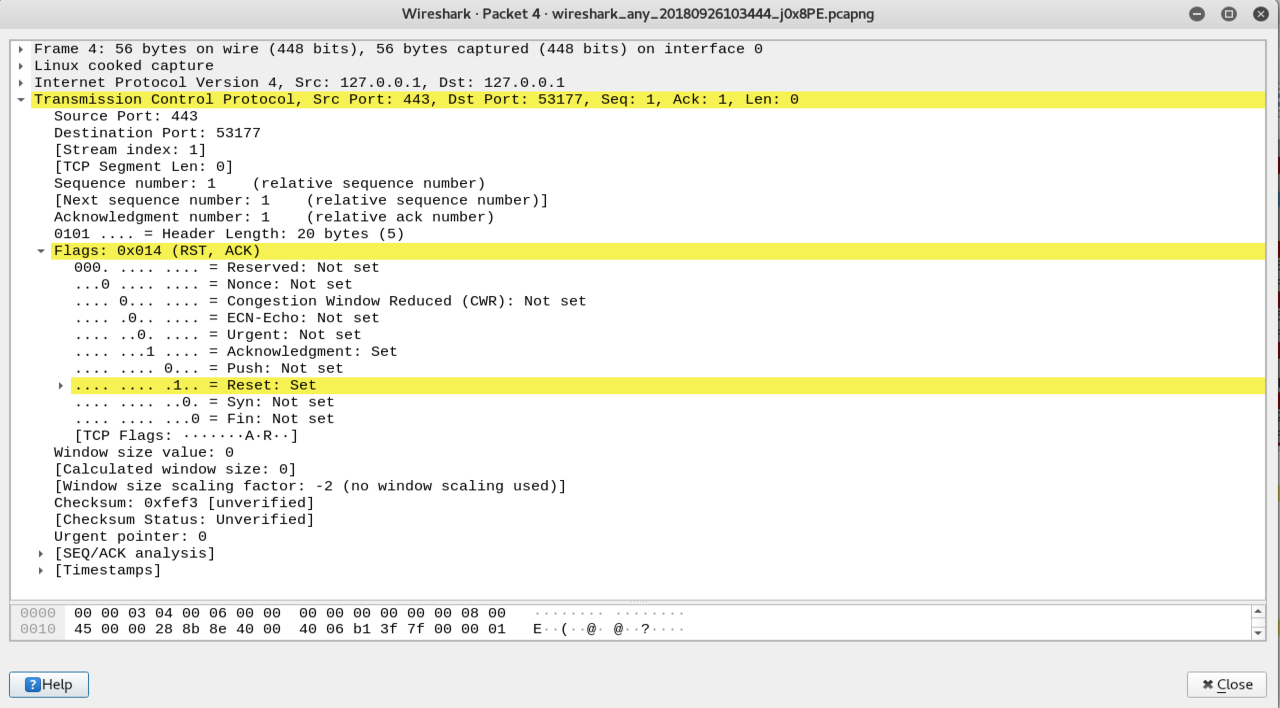 Wireshark · Packet 4 · wireshark_any_20180926103444_j0x8PE.pcapng
Frame 4: 56 bytes on wire (448 bits), 56 bytes captured (448 bits) on interface 0
Linux cooked capture
Internet Protocol Version 4, Src: 127.0.0.1, Dst: 127.0.0.1
Transmission Control Protocol, Src Port: 443, Dst Port: 53177, Seq: 1, Ack: 1, Len: 0
Source Port: 443
Destination Port: 53177
[Stream index: 1]
[TCP Segment Len: 0]
Sequence number: 1    (relative sequence number)
[Next sequence number: 1    (relative sequence number)]
Acknowledgment number: 1    (relative ack number)
0101 .... = Header Length: 20 bytes (5)
Flags: 0x014 (RST, ACK)
000. .... .... = Reserved: Not set
...0 .... .... = Nonce: Not set
.... 0... .... = Congestion Window Reduced (CWR): Not set
.... .0.. .... = ECN-Echo: Not set
.... ..0. .... = Urgent: Not set
.... ...1 .... = Acknowledgment: Set
.... .... 0... = Push: Not set
.... .... .1.. = Reset: Set
.... .... ..0. = Syn: Not set
.... .... ...0 = Fin: Not set
[TCP Flags: ·······A·R··]
Window size value: 0
[Calculated window size: 0]
[Window size scaling factor: -2 (no window scaling used)]
Checksum: 0xfef3 [unverified]
[Checksum Status: Unverified]
Urgent pointer: 0
[SEQ/ACK analysis]
[Timestamps]
0000 00 00 03 04 00 06 00 00 00 00 00 00 00 00 08 00 ········ ········
0010 45 00 00 28 8b 8e 40 00 40 06 b1 3f 7f 00 00 01 E··(··@· @··?····
?Help
Close